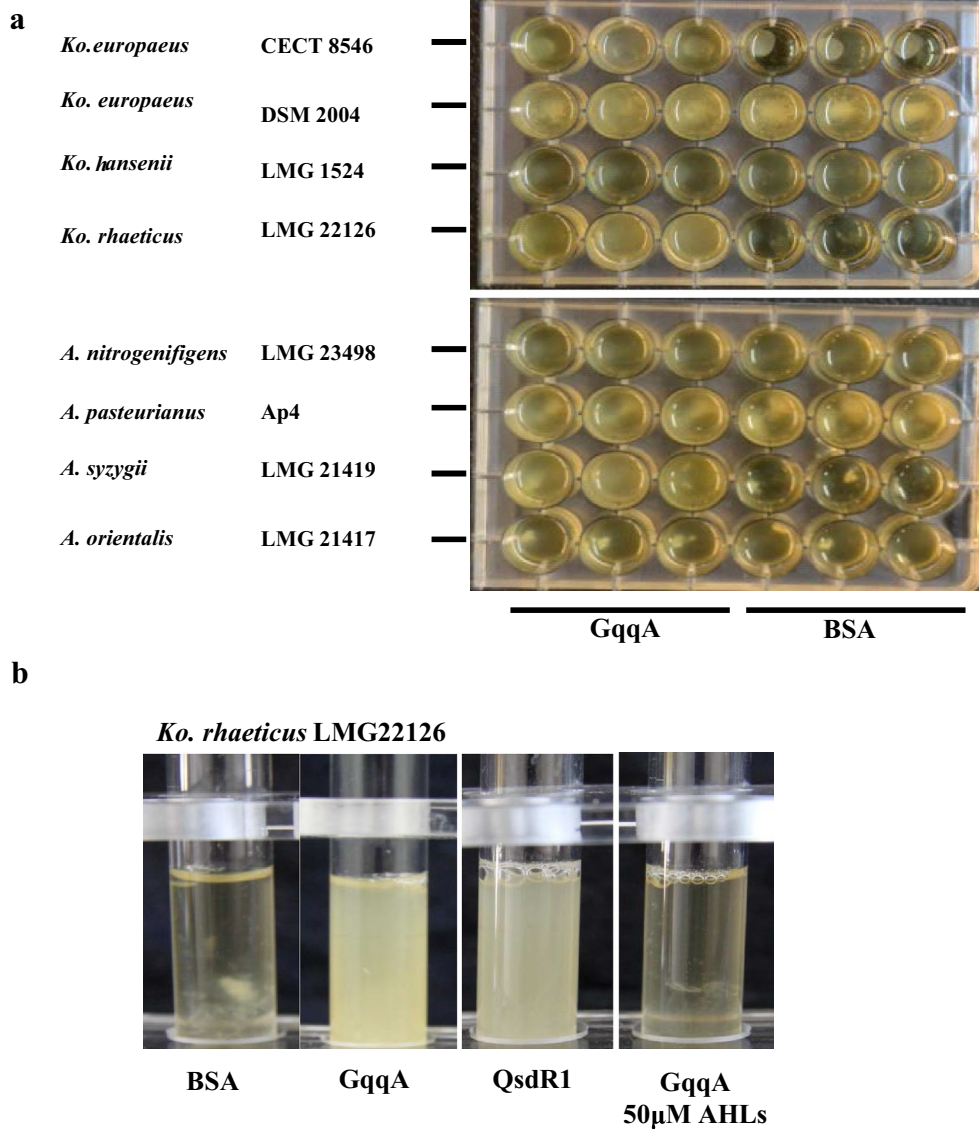 a
Ko.europaeus CECT 8546
Ko. europaeus DSM 2004
Ko. hansenii LMG 1524
Ko. rhaeticus LMG 22126
A. nitrogenifigens LMG 23498
A. pasteurianus Ap4
A. syzygii LMG 21419
A. orientalis LMG 21417
GqqA BSA
b
Ko. rhaeticus LMG22126
BSA GqqA QsdR1 GqqA
50µM AHLs